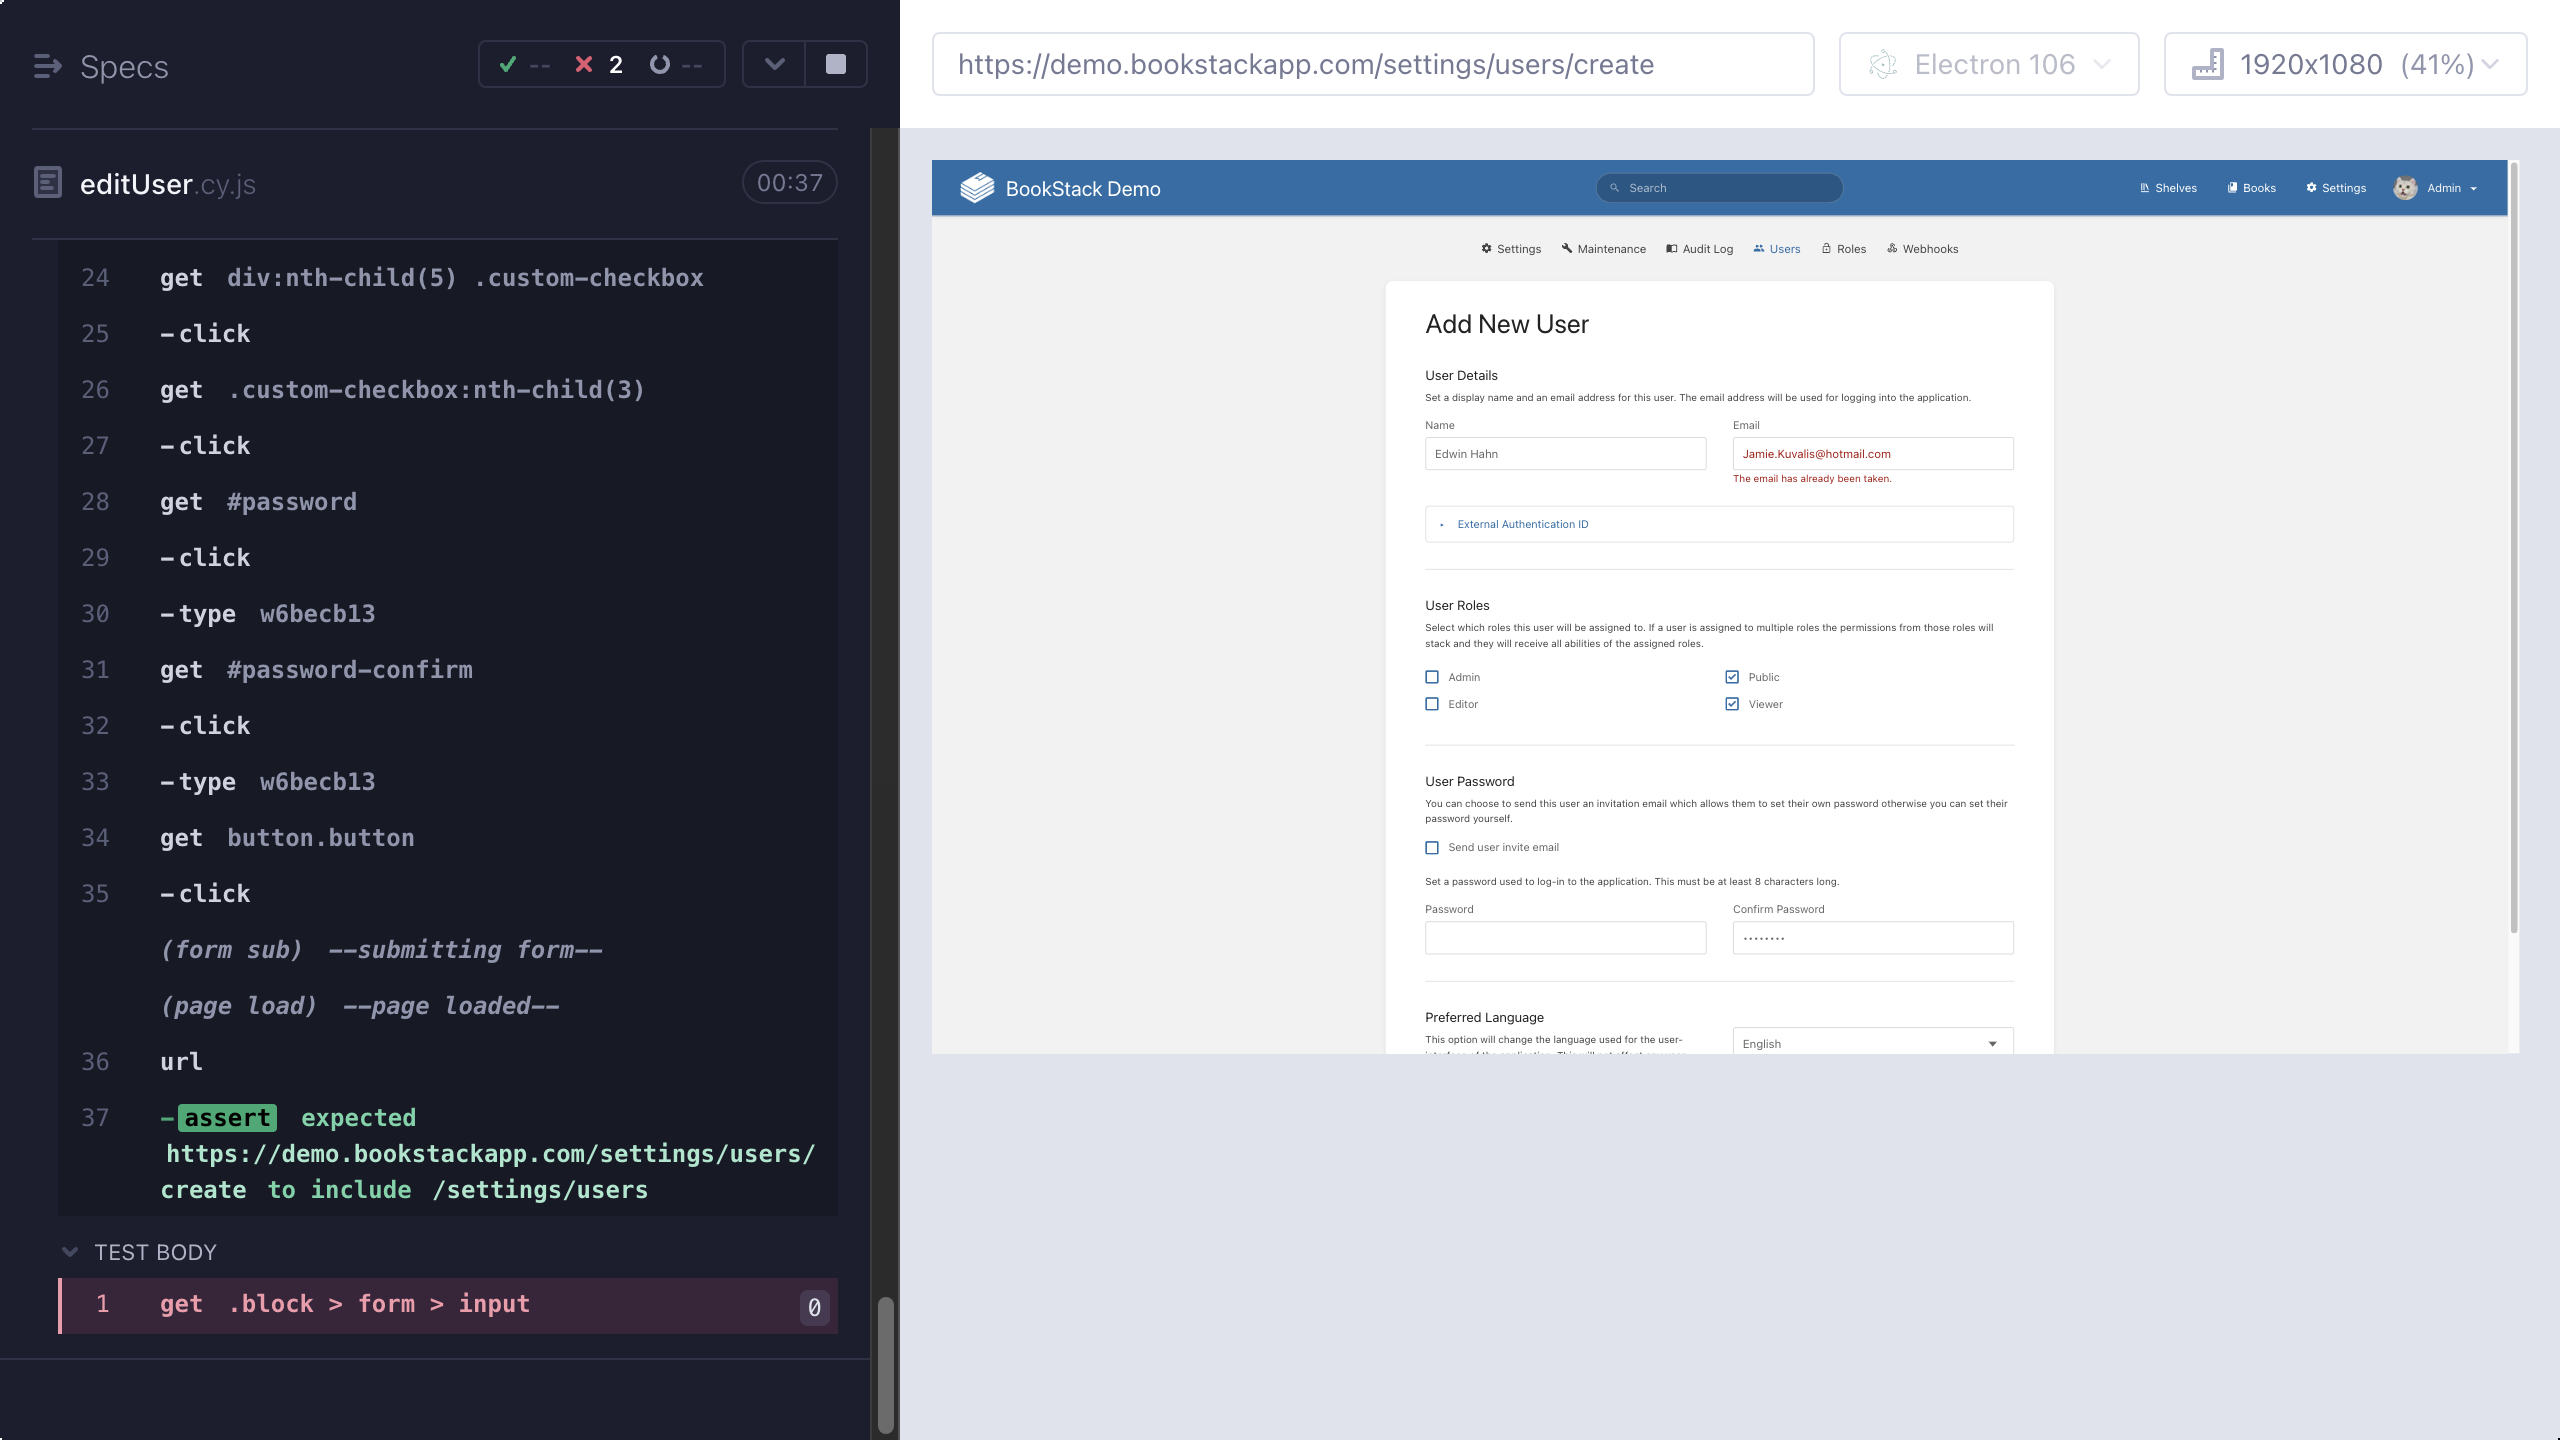 Specs
-- 2 --
editUser.cy.js
00:37
24 get div:nth-child(5) .custom-checkbox
25 -click
26 get .custom-checkbox:nth-child(3)
27 -click
28 get #password
29 -click
30 -type w6becb13
31 get #password-confirm
32 -click
33 -type w6becb13
34 get button.button
35 -click
(form sub) --submitting form--
(page load) --page loaded--
36 url
37 -assert expected
https://demo.bookstackapp.com/settings/users/
create to include /settings/users
TEST BODY
1 get .block > form > input 0
https://demo.bookstackapp.com/settings/users/create
Electron 106
1920x1080 (41%)
BookStack Demo
Search
Shelves
Books
Settings
Admin
Settings
Maintenance
Audit Log
Users
Roles
Webhooks
Add New User
User Details
Set a display name and an email address for this user. The email address will be used for logging into the application.
Name
Email
Edwin Hahn
Jamie.Kuvalis@hotmail.com
The email has already been taken.
External Authentication ID
User Roles
Select which roles this user will be assigned to. If a user is assigned to multiple roles the permissions from those roles will
stack and they will receive all abilities of the assigned roles.
Admin
Public
Editor
Viewer
User Password
You can choose to send this user an invitation email which allows them to set their own password otherwise you can set their
password yourself.
Send user invite email
Set a password used to log-in to the application. This must be at least 8 characters long.
Password
Confirm Password
••••••••
Preferred Language
This option will change the language used for the user-
English